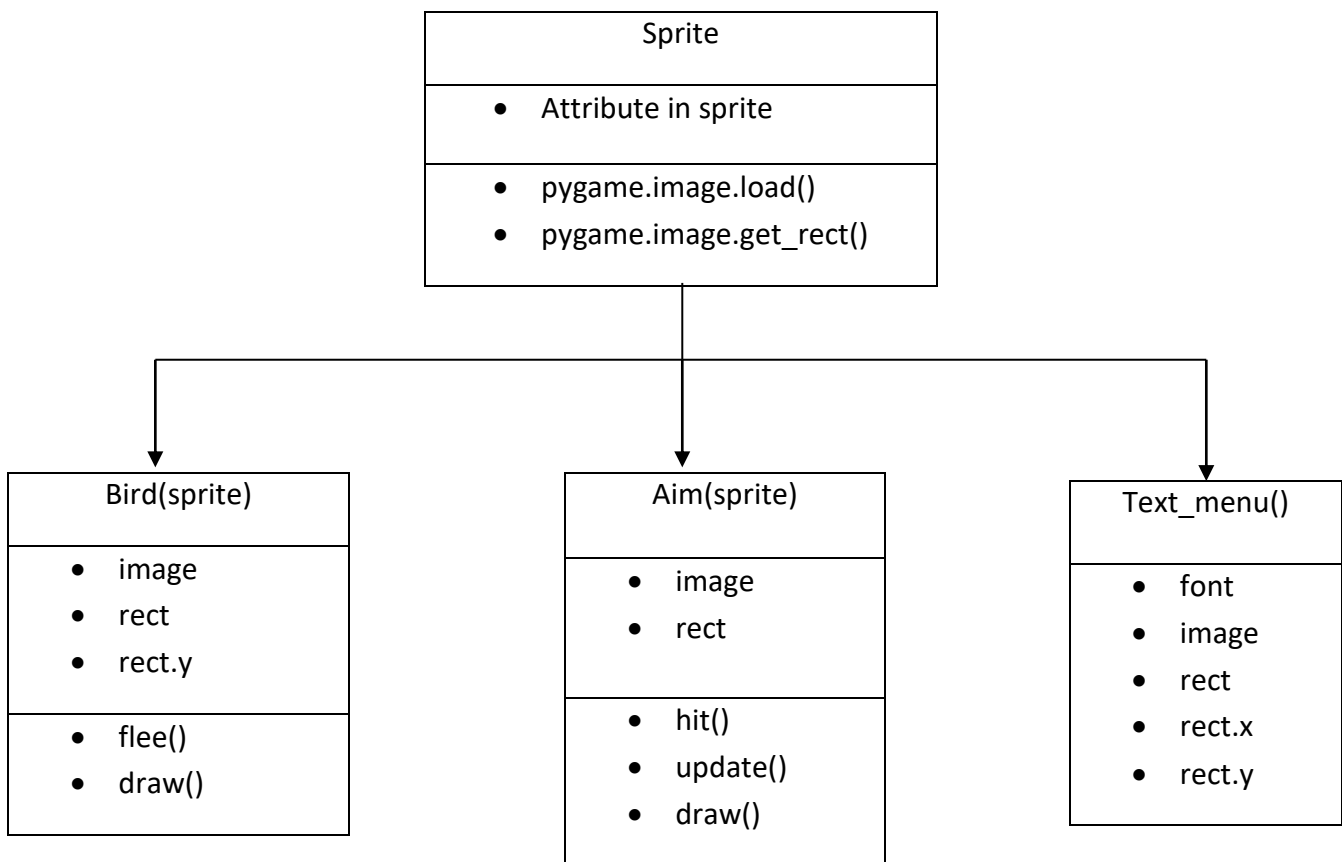 Sprite
• Attribute in sprite
• pygame.image.load()
• pygame.image.get_rect()
Bird(sprite)
• image
• rect
• rect.y
• flee()
• draw()
Aim(sprite)
• image
• rect
• hit()
• update()
• draw()
Text_menu()
• font
• image
• rect
• rect.x
• rect.y